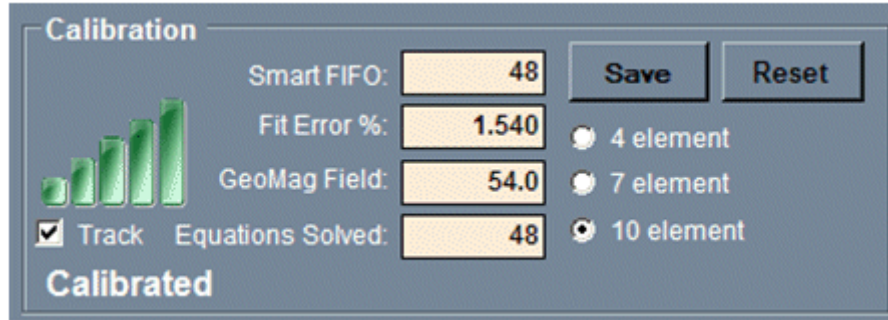 Calibration
Smart FIFO: 48
Save Reset
Fit Error %: 1.540
4 element
GeoMag Field: 54.0
7 element
Track Equations Solved: 48
10 element
Calibrated